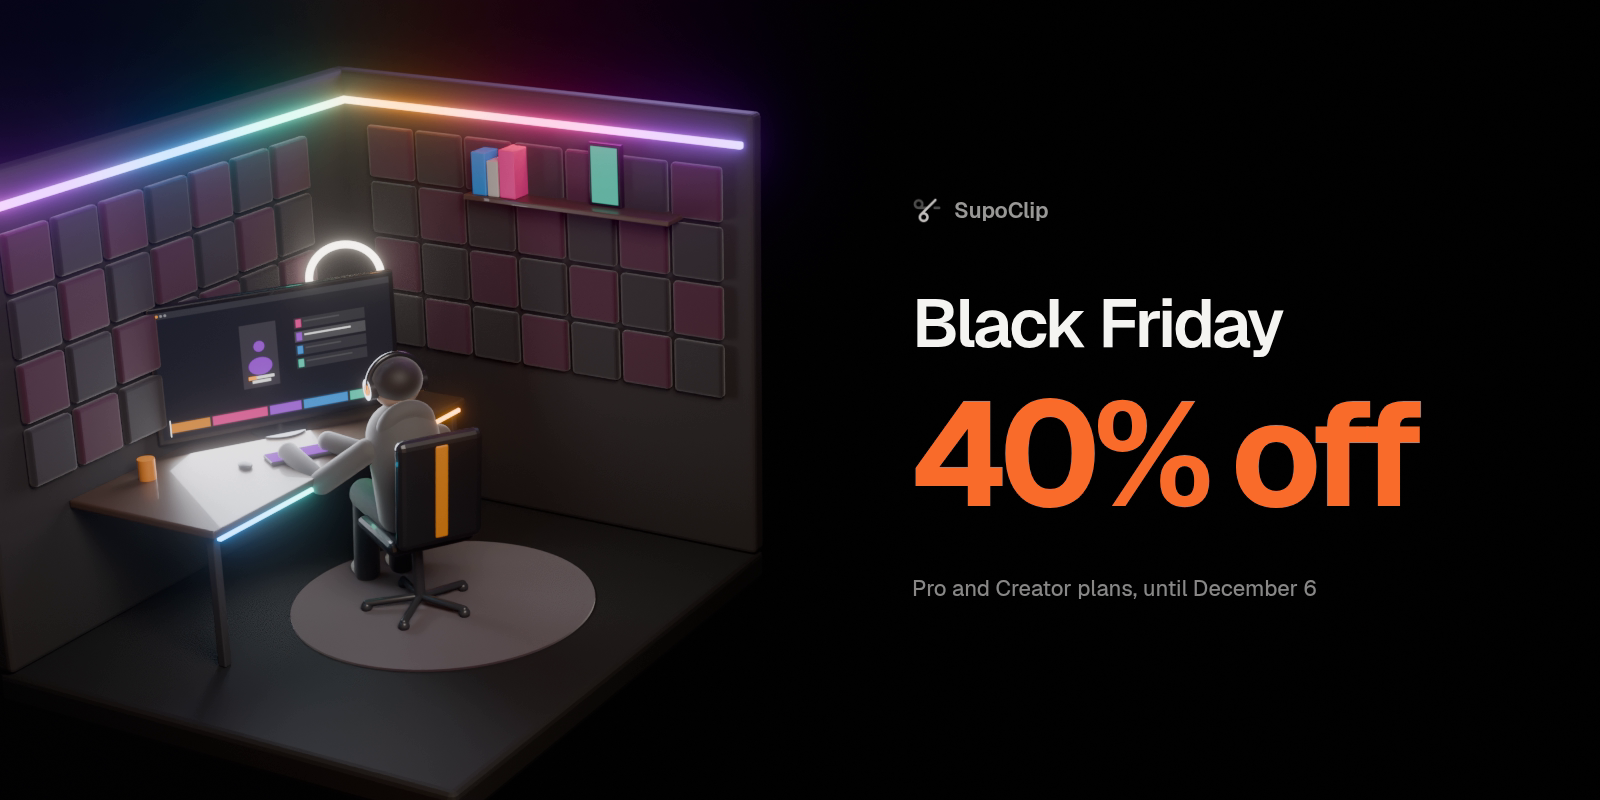 SupoClip
Black Friday
40% off
Pro and Creator plans, until December 6